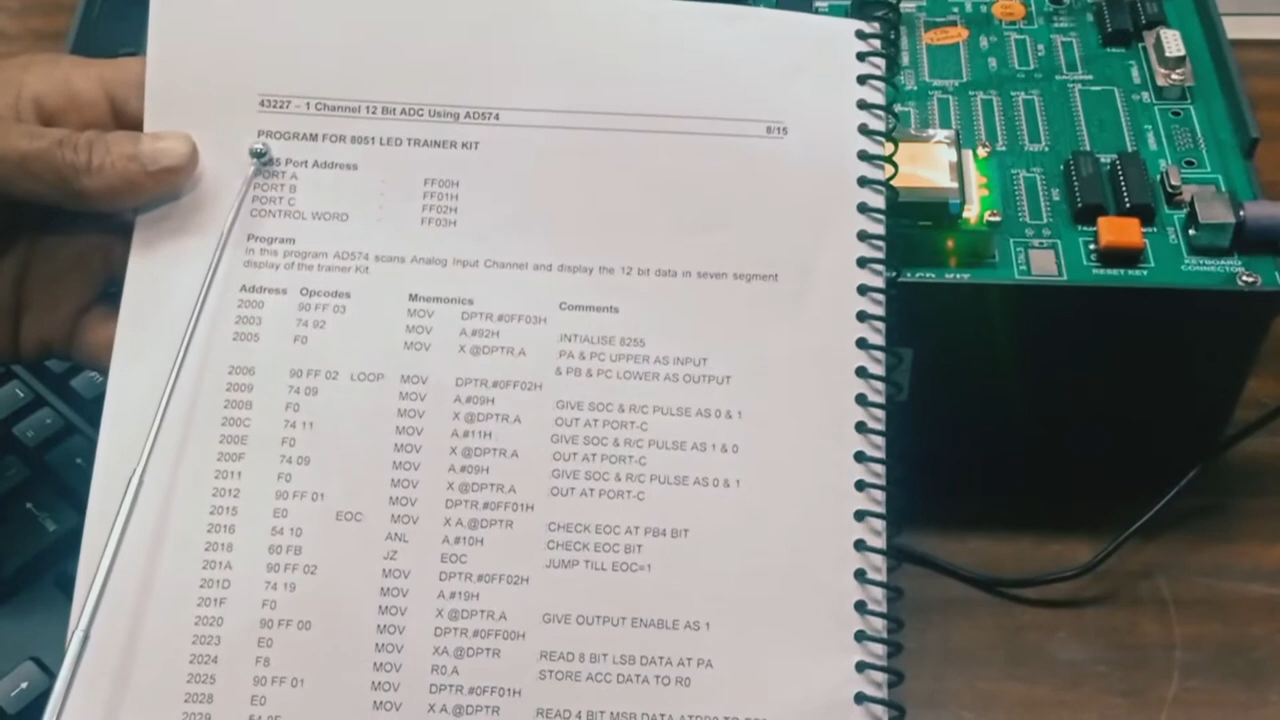 43227 – 1 Channel 12 Bit ADC Using AD574
8/15
PROGRAM FOR 8051 LED TRAINER KIT
Port Address
PORT A FF00H
PORT B FF01H
PORT C FF02H
CONTROL WORD FF03H
Program
In this program AD574 scans Analog Input Channel and display the 12 bit data in seven segment
display of the trainer Kit.
Address Opcodes Mnemonics Comments
2000 90 FF 03 MOV DPTR,#0FF03H
2003 74 92 MOV A,#92H ;INTIALISE 8255
2005 F0 MOV X @DPTR,A ;PA & PC UPPER AS INPUT
& PB & PC LOWER AS OUTPUT
2006 90 FF 02 LOOP MOV DPTR,#0FF02H
2009 74 09 MOV A,#09H ;GIVE SOC & R/C PULSE AS 0 & 1
200B F0 MOV X @DPTR,A ;OUT AT PORT-C
200C 74 11 MOV A,#11H ;GIVE SOC & R/C PULSE AS 1 & 0
200E F0 MOV X @DPTR,A ;OUT AT PORT-C
200F 74 09 MOV A,#09H ;GIVE SOC & R/C PULSE AS 0 & 1
2011 F0 MOV X @DPTR,A ;OUT AT PORT-C
2012 90 FF 01 MOV DPTR,#0FF01H
2015 E0 EOC MOV X A,@DPTR ;CHECK EOC AT PB4 BIT
2016 54 10 ANL A,#10H ;CHECK EOC BIT
2018 60 FB JZ EOC ;JUMP TILL EOC=1
201A 90 FF 02 MOV DPTR,#0FF02H
201D 74 19 MOV A,#19H
201F F0 MOV X @DPTR,A ;GIVE OUTPUT ENABLE AS 1
2020 90 FF 00 MOV DPTR,#0FF00H
2023 E0 MOV XA,@DPTR ;READ 8 BIT LSB DATA AT PA
2024 F8 MOV R0,A ;STORE ACC DATA TO R0
2025 90 FF 01 MOV DPTR,#0FF01H
2028 E0 MOV X A,@DPTR ;READ 4 BIT MSB DATA
RESET KEY
KEYBOARD
CONNECTOR
LCD KIT